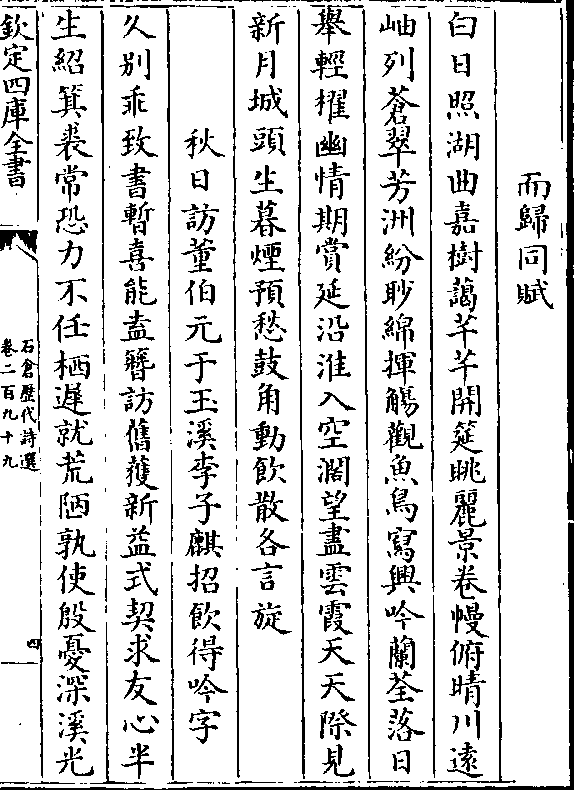 而歸同賦
白日照湖曲嘉樹藹芊芊開筵眺麗景卷幔俯晴川遠
岫列蒼翠芳洲紛眇綿揮觴觀魚鳥寫興吟蘭荃落日
舉輕櫂幽情期賞延沿淮入空濶望盡雲霞天天際見
新月城頭生暮煙預愁鼓角動飲散各言旋
秋日訪董伯元于玉溪李子麒招飲得吟字
久别乖致書暫喜能盍簪訪舊獲新益式契求友心半
生紹箕裘常恐力不任栖遲就荒陋孰使殷憂深溪光
欽定四庫全書
石倉歷代詩選
卷二百九十九
四